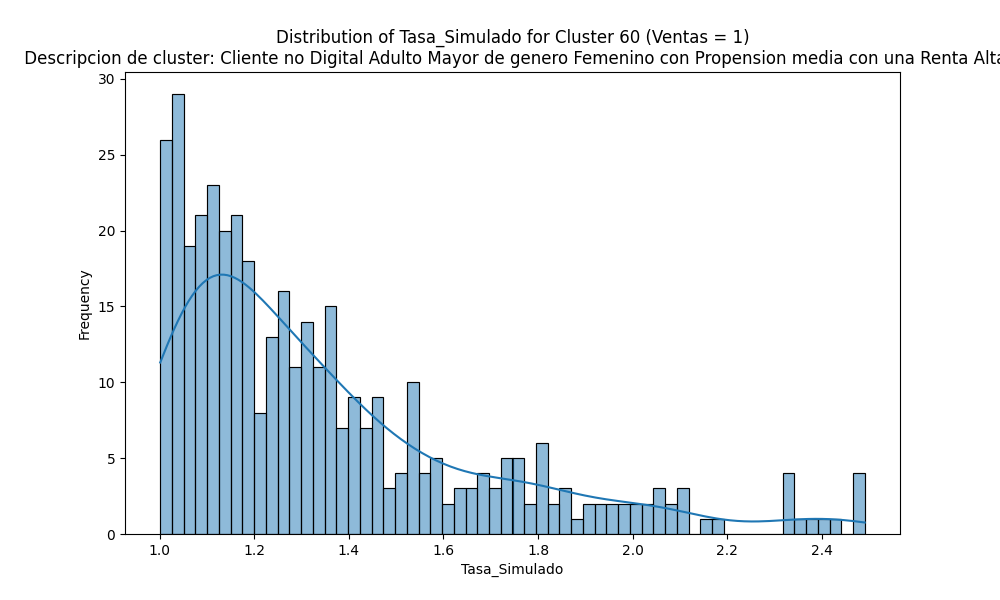 Distribution of Tasa_Simulado for Cluster 60 (Ventas = 1)
Descripcion de cluster: Cliente no Digital Adulto Mayor de genero Femenino con Propension media con una Renta Alta
30
25
20
15
10
5
0
Frequency
1.0 1.2 1.4 1.6 1.8 2.0 2.2 2.4
Tasa_Simulado